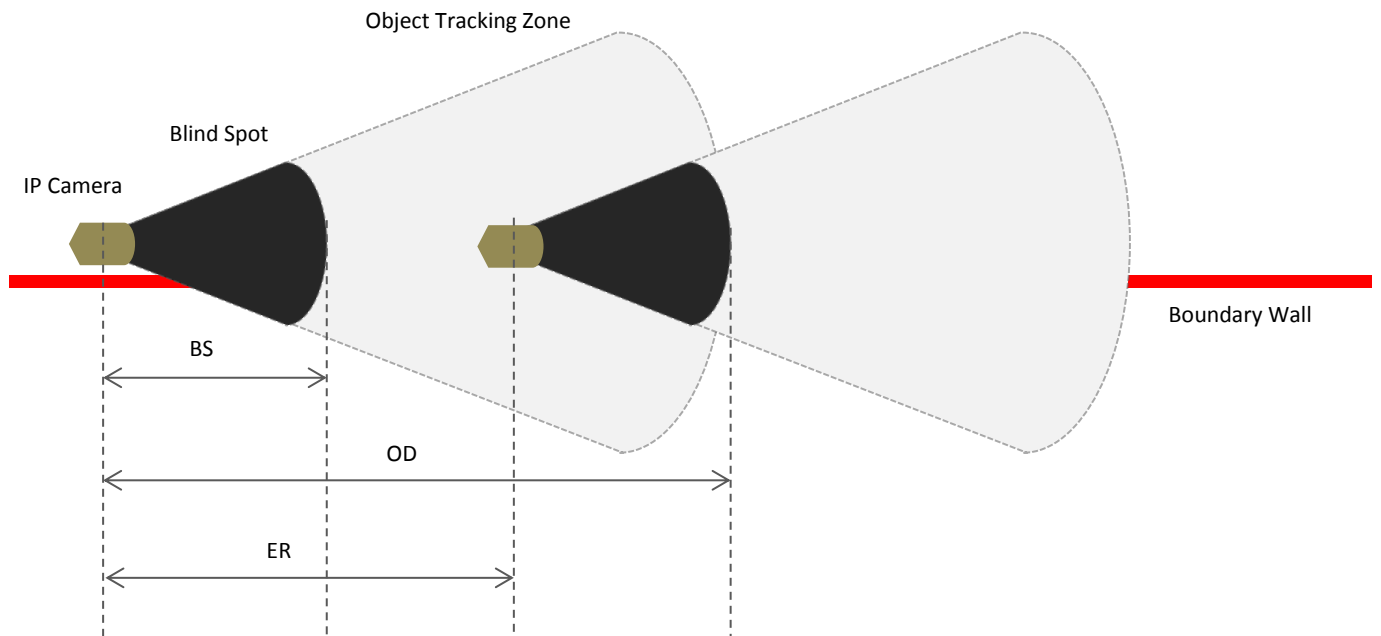 Object Tracking Zone
Blind Spot
IP Camera
Boundary Wall
BS
OD
ER